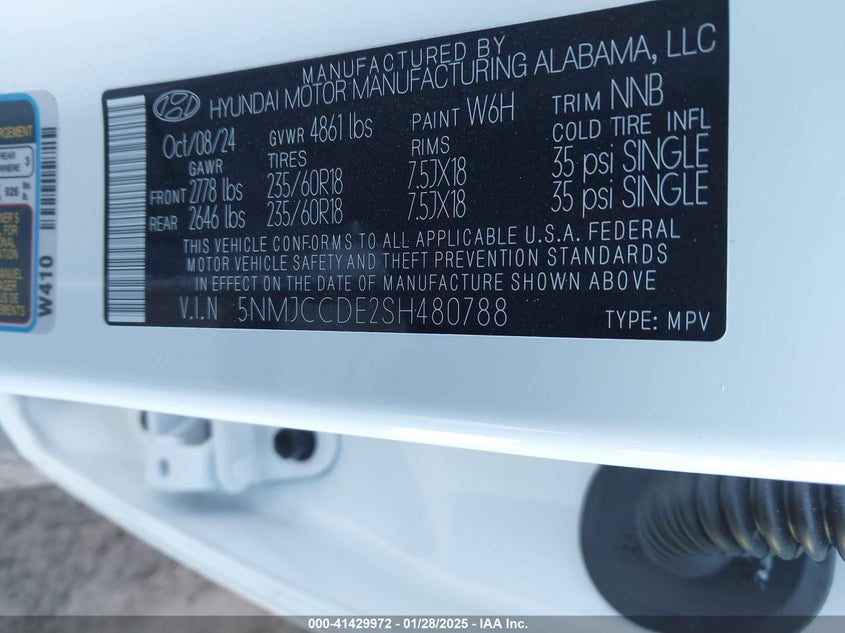 MANUFACTURED BY
HYUNDAI MOTOR MANUFACTURING ALABAMA, LLC
Oct/08/24 GVWR 4861 lbs PAINT W6H TRIM NNB
GAWR TIRES RIMS COLD TIRE INFL
FRONT 2778 lbs 235/60R18 7.5JX18 35 psi SINGLE
REAR 2646 lbs 235/60R18 7.5JX18 35 psi SINGLE
THIS VEHICLE CONFORMS TO ALL APPLICABLE U.S.A. FEDERAL
MOTOR VEHICLE SAFETY AND THEFT PREVENTION STANDARDS
IN EFFECT ON THE DATE OF MANUFACTURE SHOWN ABOVE
V.I.N 5NMJCCDE2SH480788 TYPE: MPV
W410
REAR 3
926
MANUEL
000-41429972 - 01/28/2025 - IAA Inc.